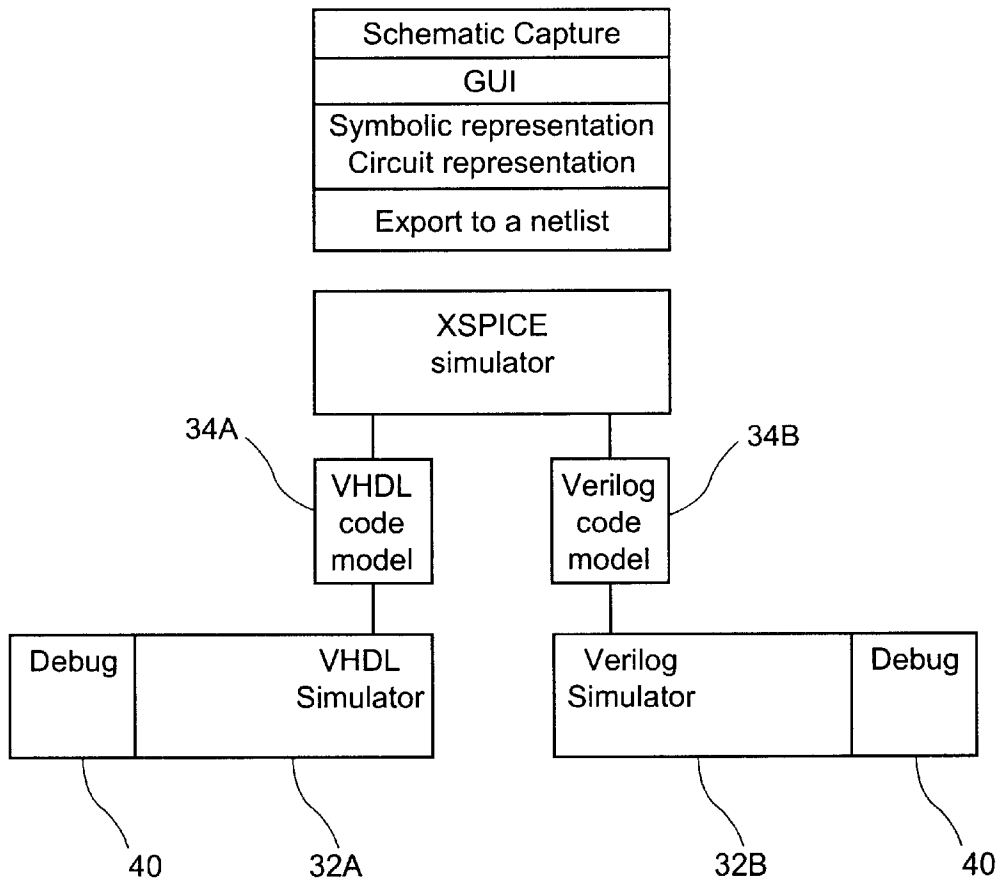 Schematic Capture
GUI
Symbolic representation
Circuit representation
Export to a netlist
XSPICE
simulator
34A
34B
VHDL
code
model
Verilog
code
model
Debug
VHDL
Simulator
Verilog
Simulator
Debug
40
32A
32B
40